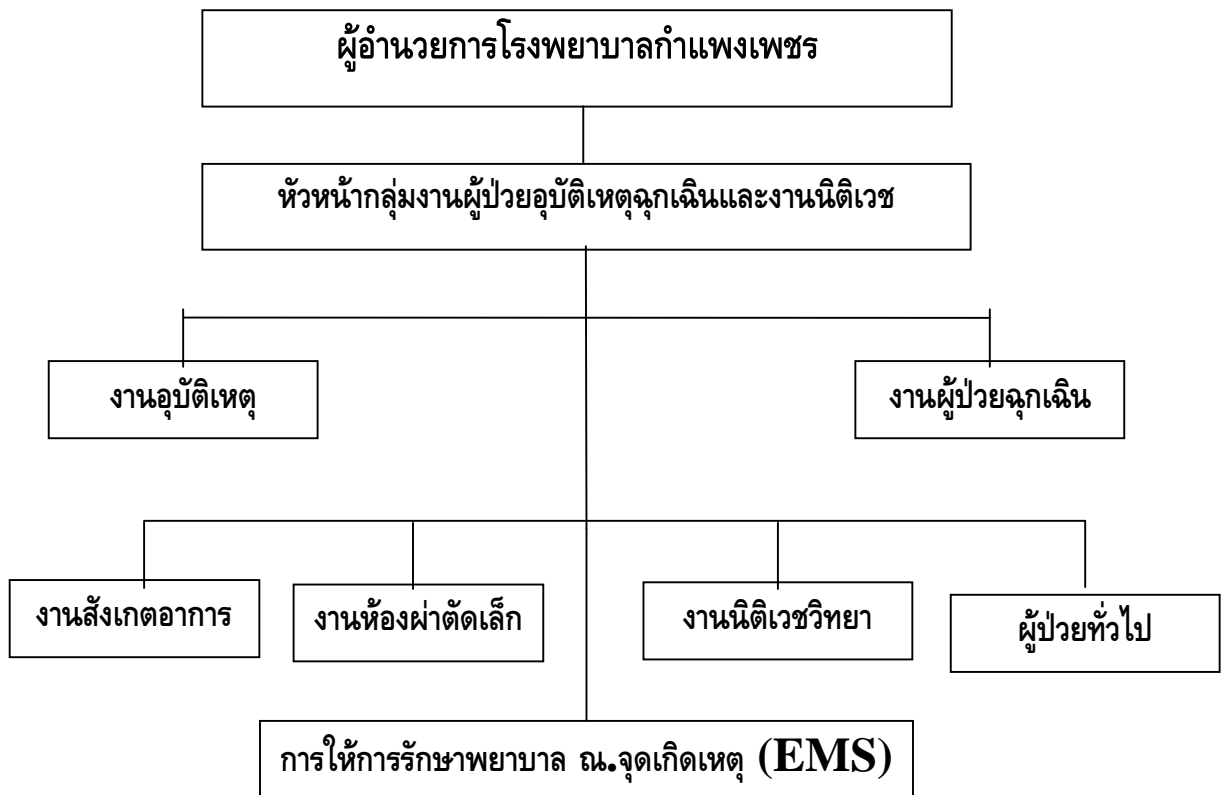 ผู้อำนวยการโรงพยาบาลกำแพงเพชร
หัวหน้ากลุ่มงานผู้ป่วยอุบัติเหตุฉุกเฉินและงานนิติเวช
งานอุบัติเหตุ
งานผู้ป่วยฉุกเฉิน
งานสังเกตอาการ
งานห้องผ่าตัดเล็ก
งานนิติเวชวิทยา
ผู้ป่วยทั่วไป
การให้การรักษาพยาบาล ณ.จุดเกิดเหตุ (EMS)